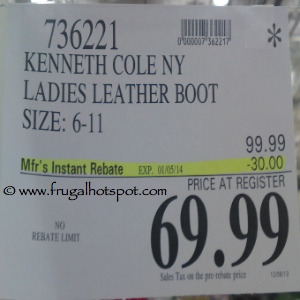 736221
0000007362217
*
KENNETH COLE NY
LADIES LEATHER BOOT
SIZE: 6-11
99.99
Mfr's Instant Rebate EXP. 01/05/14 -30.00
PRICE AT REGISTER
© www.frugalhotspot.com
NO
REBATE LIMIT
69.99
Sales Tax on the pre-rebate price